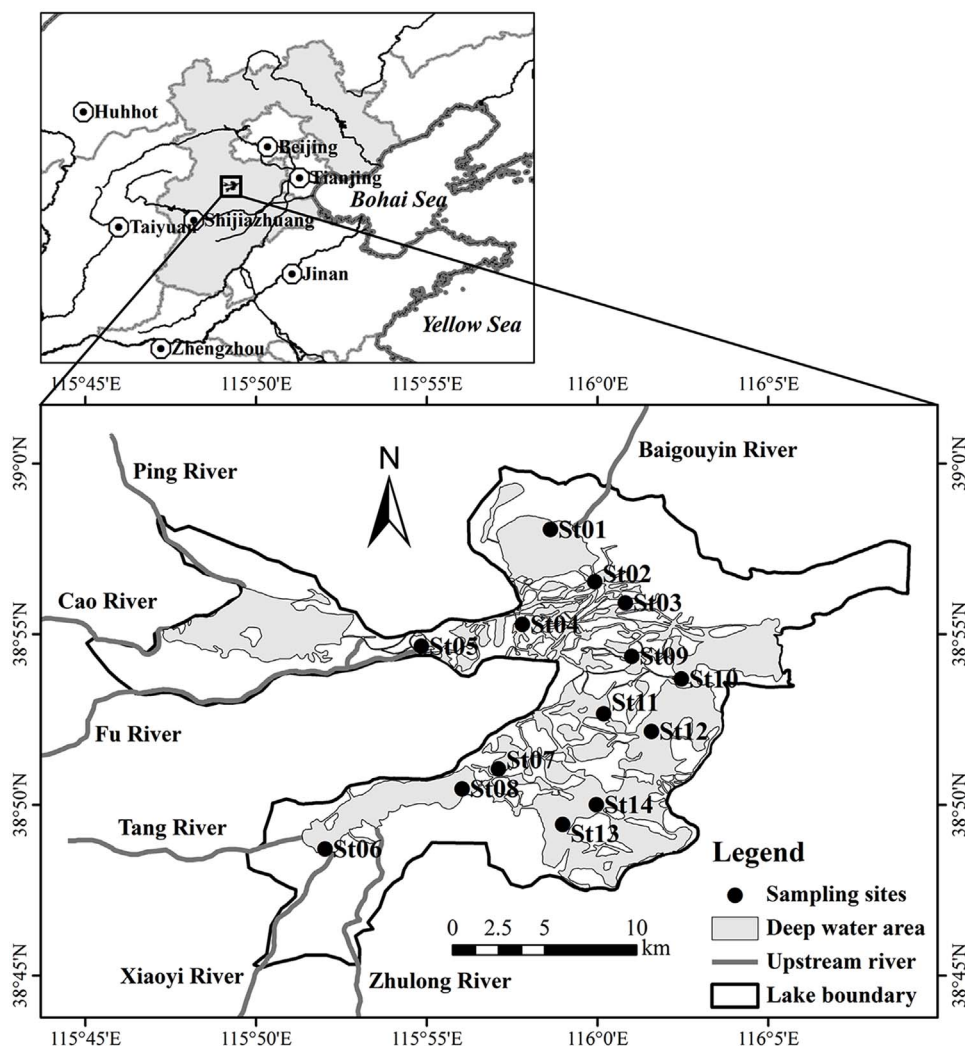 Huhhot
Beijing
Tianjing
Bohai Sea
Taiyuan
Shijiazhuang
Jinan
Yellow Sea
Zhengzhou
115°45'E 115°50'E 115°55'E 116°0'E 116°5'E
39°0'N
38°55'N
38°50'N
38°45'N
N
Ping River
Baigouyin River
Cao River
Fu River
Tang River
Xiaoyi River
Zhulong River
St01
St02
St03
St04
St05
St09
St10
St11
St12
St07
St08
St14
St13
St06
Legend
Sampling sites
Deep water area
Upstream river
Lake boundary
0 2.5 5 10
km
39°0'N
38°55'N
38°50'N
38°45'N
115°45'E 115°50'E 115°55'E 116°0'E 116°5'E